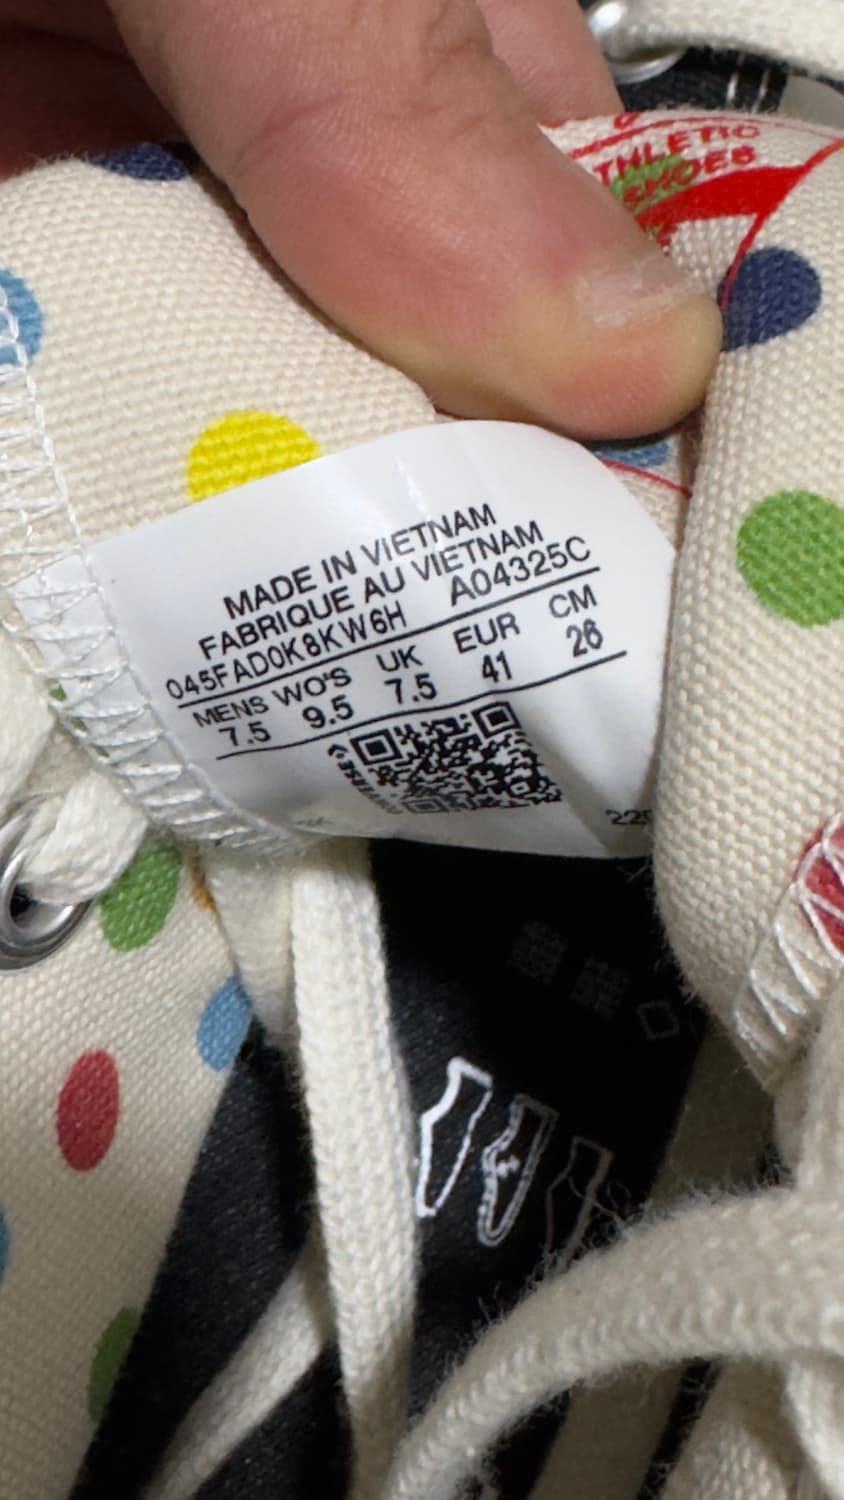 ATHLETIC
SHOES
MADE IN VIETNAM
FABRIQUE AU VIETNAM
045FAD0K8KW6H A04325C
MENS WO'S UK EUR CM
7.5 9.5 7.5 41 26
CONVERSE